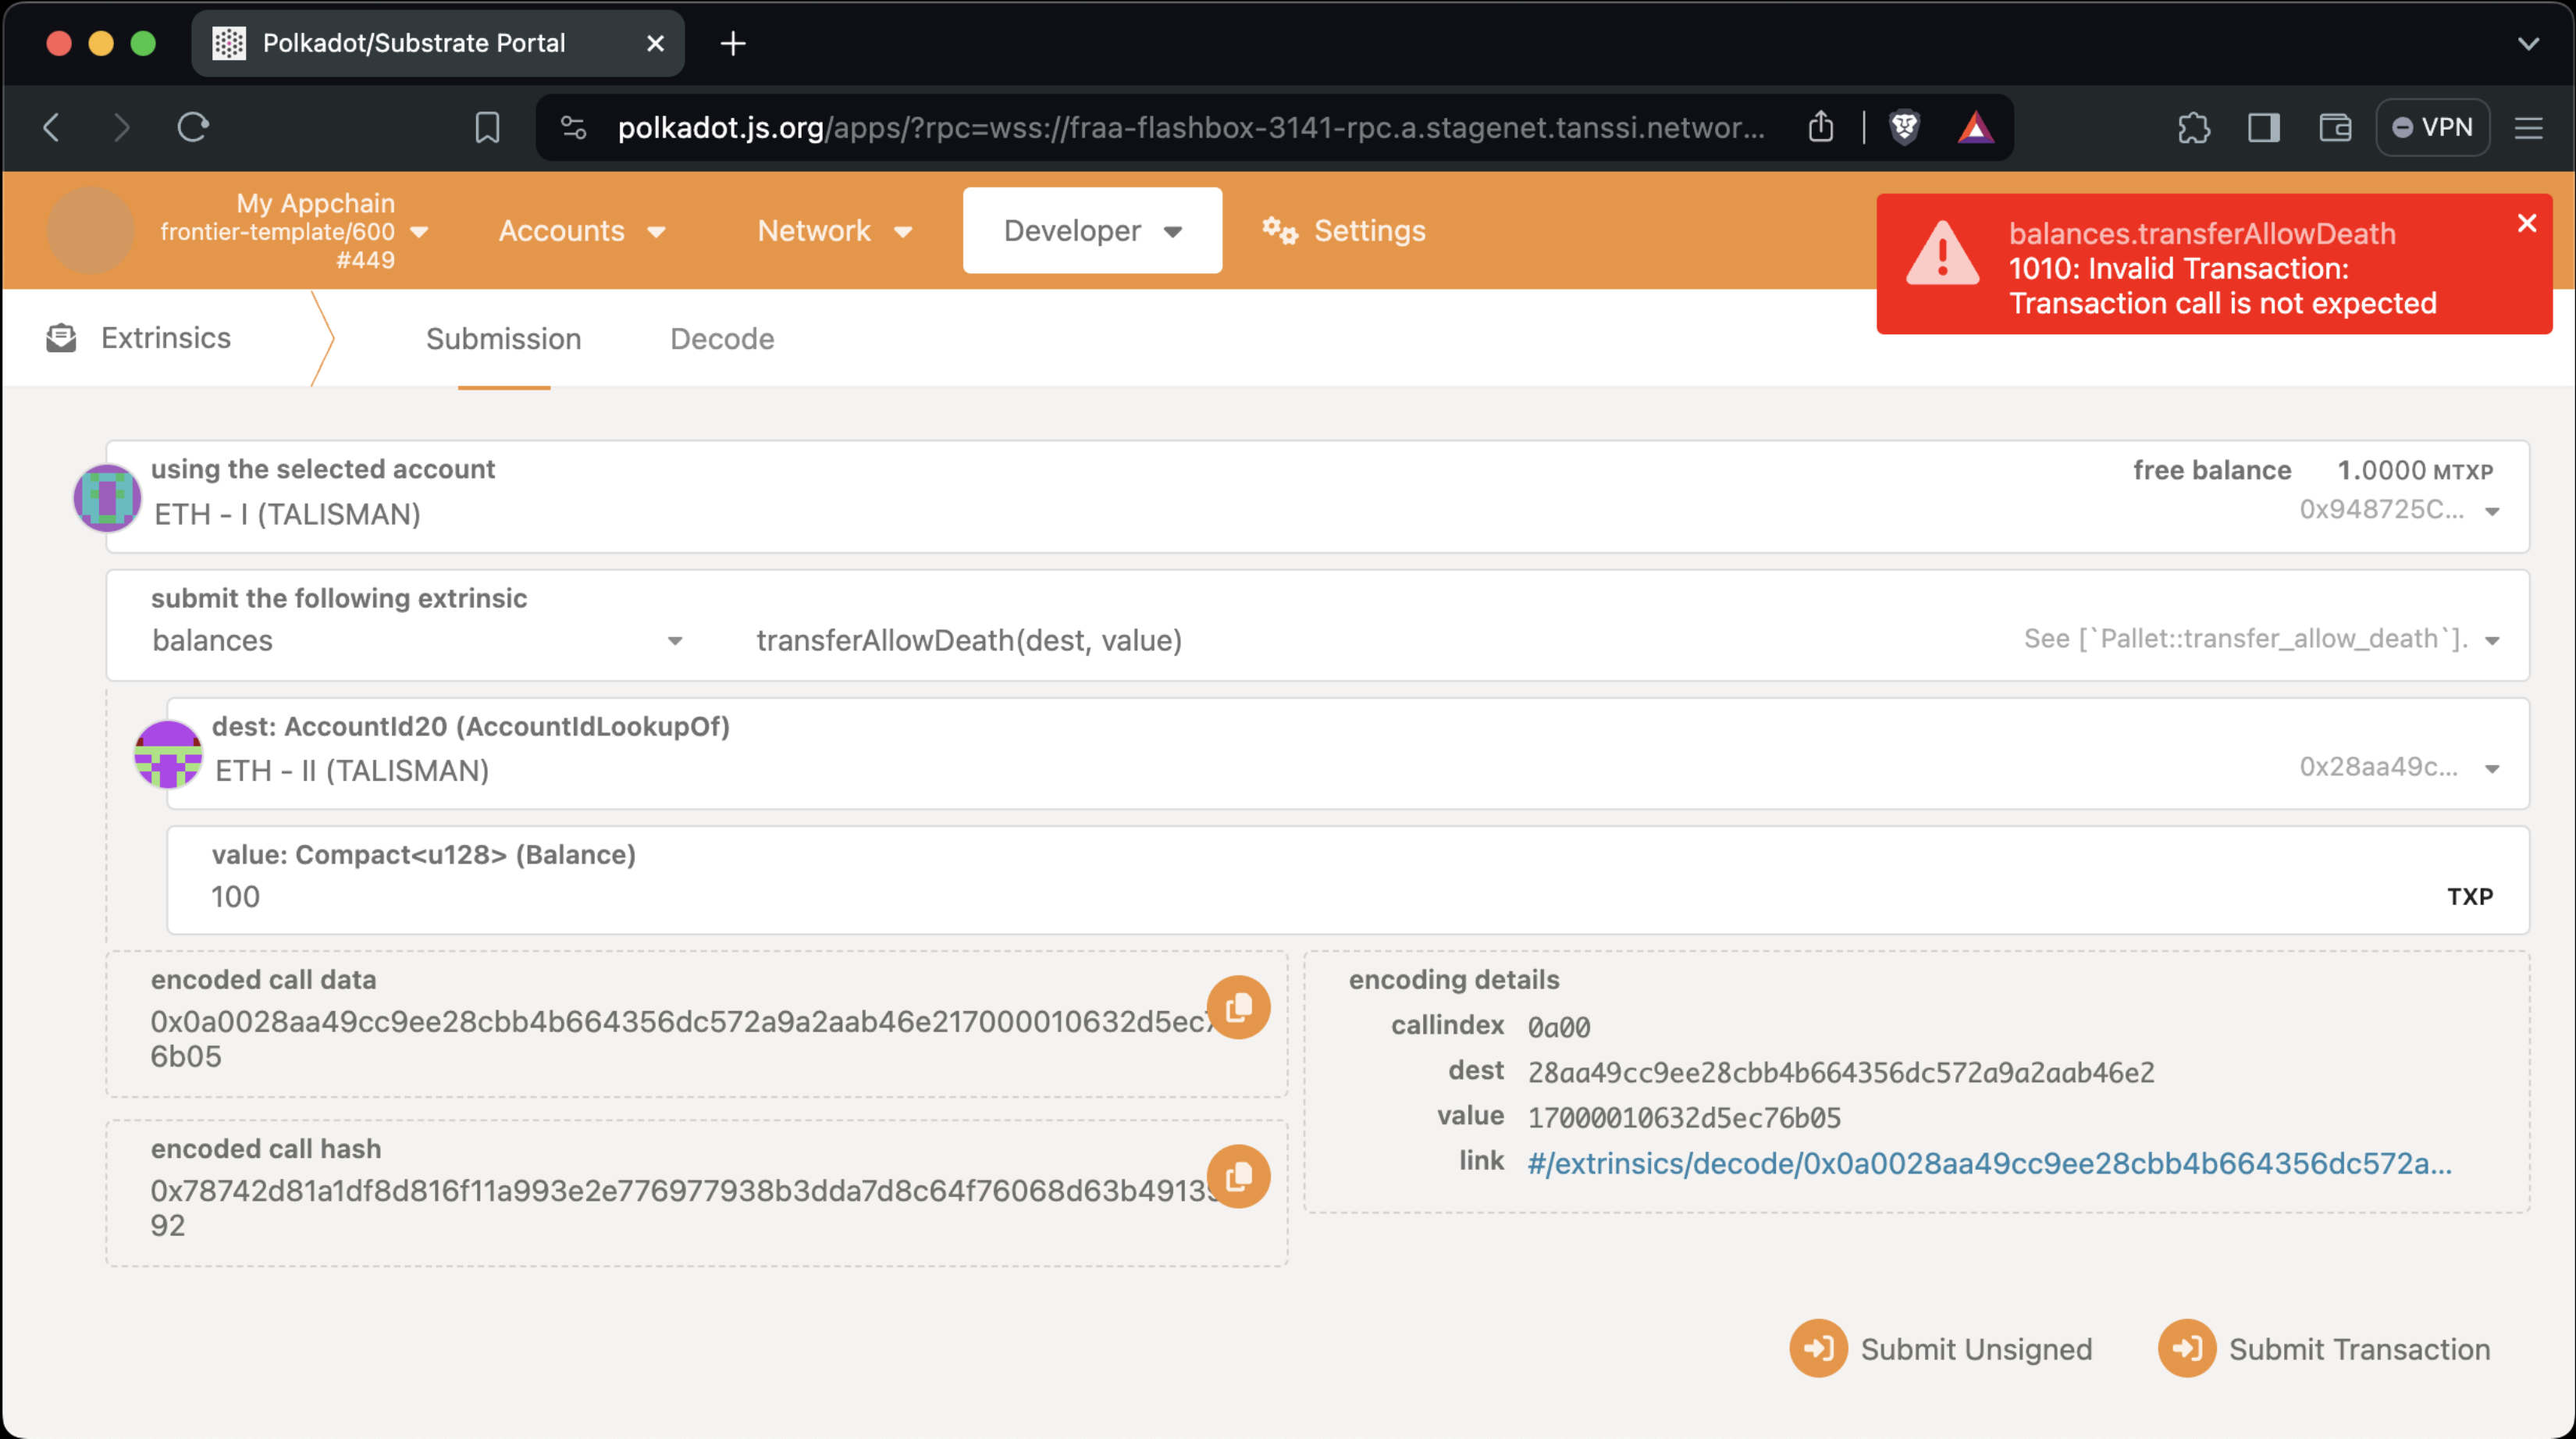 Polkadot/Substrate Portal
polkadot.js.org/apps/?rpc=wss://fraa-flashbox-3141-rpc.a.stagenet.tanssi.networ...
VPN
My Appchain
frontier-template/600
#449
Accounts
Network
Developer
Settings
balances.transferAllowDeath
1010: Invalid Transaction:
Transaction call is not expected
Extrinsics
Submission
Decode
using the selected account
ETH - I (TALISMAN)
free balance 1.0000 MTXP
0x948725C...
submit the following extrinsic
balances
transferAllowDeath(dest, value)
See [`Pallet::transfer_allow_death`].
dest: AccountId20 (AccountIdLookupOf)
ETH - II (TALISMAN)
0x28aa49c...
value: Compact<u128> (Balance)
100
TXP
encoded call data
0x0a0028aa49cc9ee28cbb4b664356dc572a9a2aab46e217000010632d5ec7
6b05
encoded call hash
0x78742d81a1df8d816f11a993e2e776977938b3dda7d8c64f76068d63b4913
92
encoding details
callindex 0a00
dest 28aa49cc9ee28cbb4b664356dc572a9a2aab46e2
value 17000010632d5ec76b05
link #/extrinsics/decode/0x0a0028aa49cc9ee28cbb4b664356dc572a...
Submit Unsigned
Submit Transaction